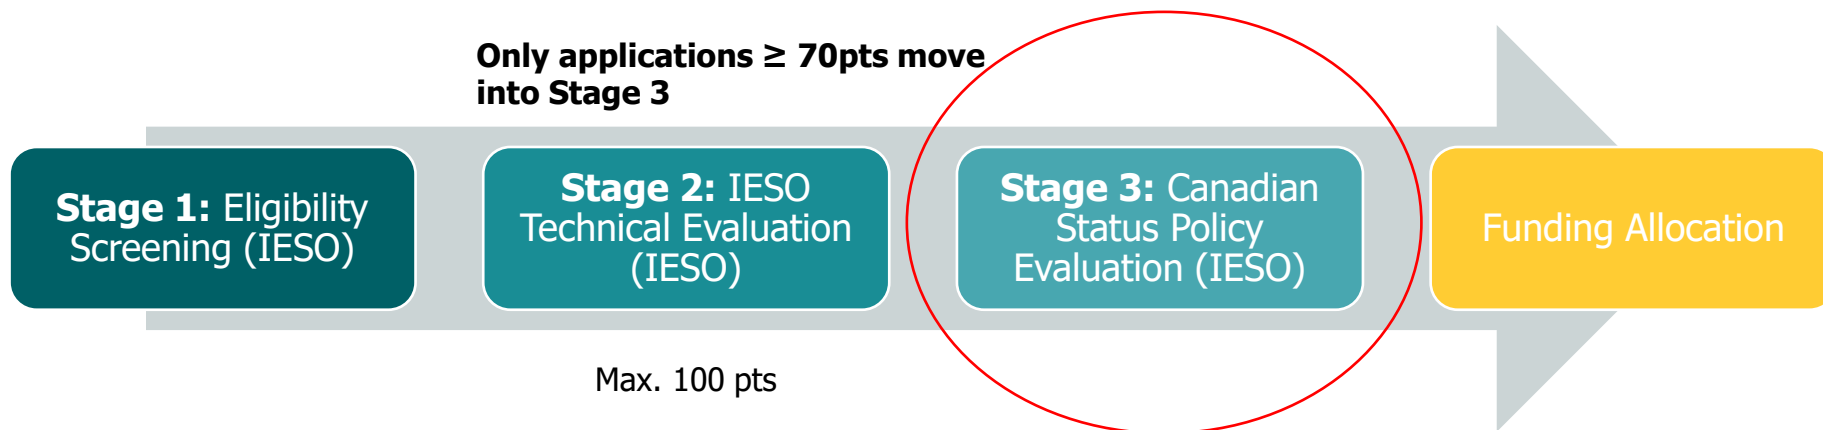 Only applications ≥ 70pts move
into Stage 3
Stage 1: Eligibility
Screening (IESO)
Stage 2: IESO
Technical Evaluation
(IESO)
Stage 3: Canadian
Status Policy
Evaluation (IESO)
Funding Allocation
Max. 100 pts